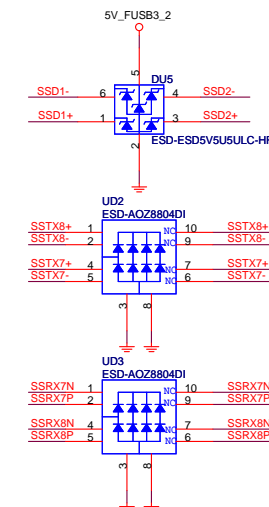 5V_FUSB3_2
5
DU5
SSD1- 6 4 SSD2-
SSD1+ 1 3 SSD2+
2
ESD-ESD5V5U5ULC-HF
UD2
ESD-AOZ8804DI
SSTX8+ 1 NC 10 SSTX8+
SSTX8- 2 NC 9 SSTX8-
SSTX7+ 4 NC 7 SSTX7+
SSTX7- 5 NC 6 SSTX7-
3 8
UD3
ESD-AOZ8804DI
SSRX7N 1 NC 10 SSRX7N
SSRX7P 2 NC 9 SSRX7P
SSRX8N 4 NC 7 SSRX8N
SSRX8P 5 NC 6 SSRX8P
3 8